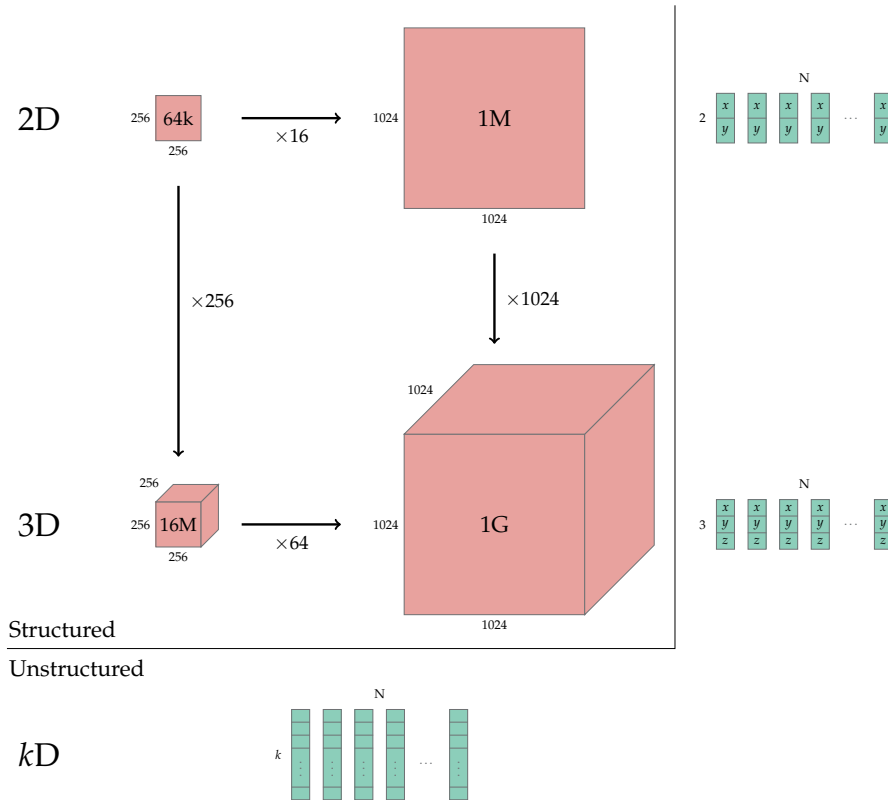 2D
256
64k
256
×16
1024
1M
1024
N
2
x x x x x
y y y y ... y
×256
×1024
3D
256
256
16M
256
×64
1024
1024
1G
1024
N
3
x x x x x
y y y y ... y
z z z z z
Structured
Unstructured
kD
N
k
⋮ ⋮ ⋮ ⋮ ... ⋮